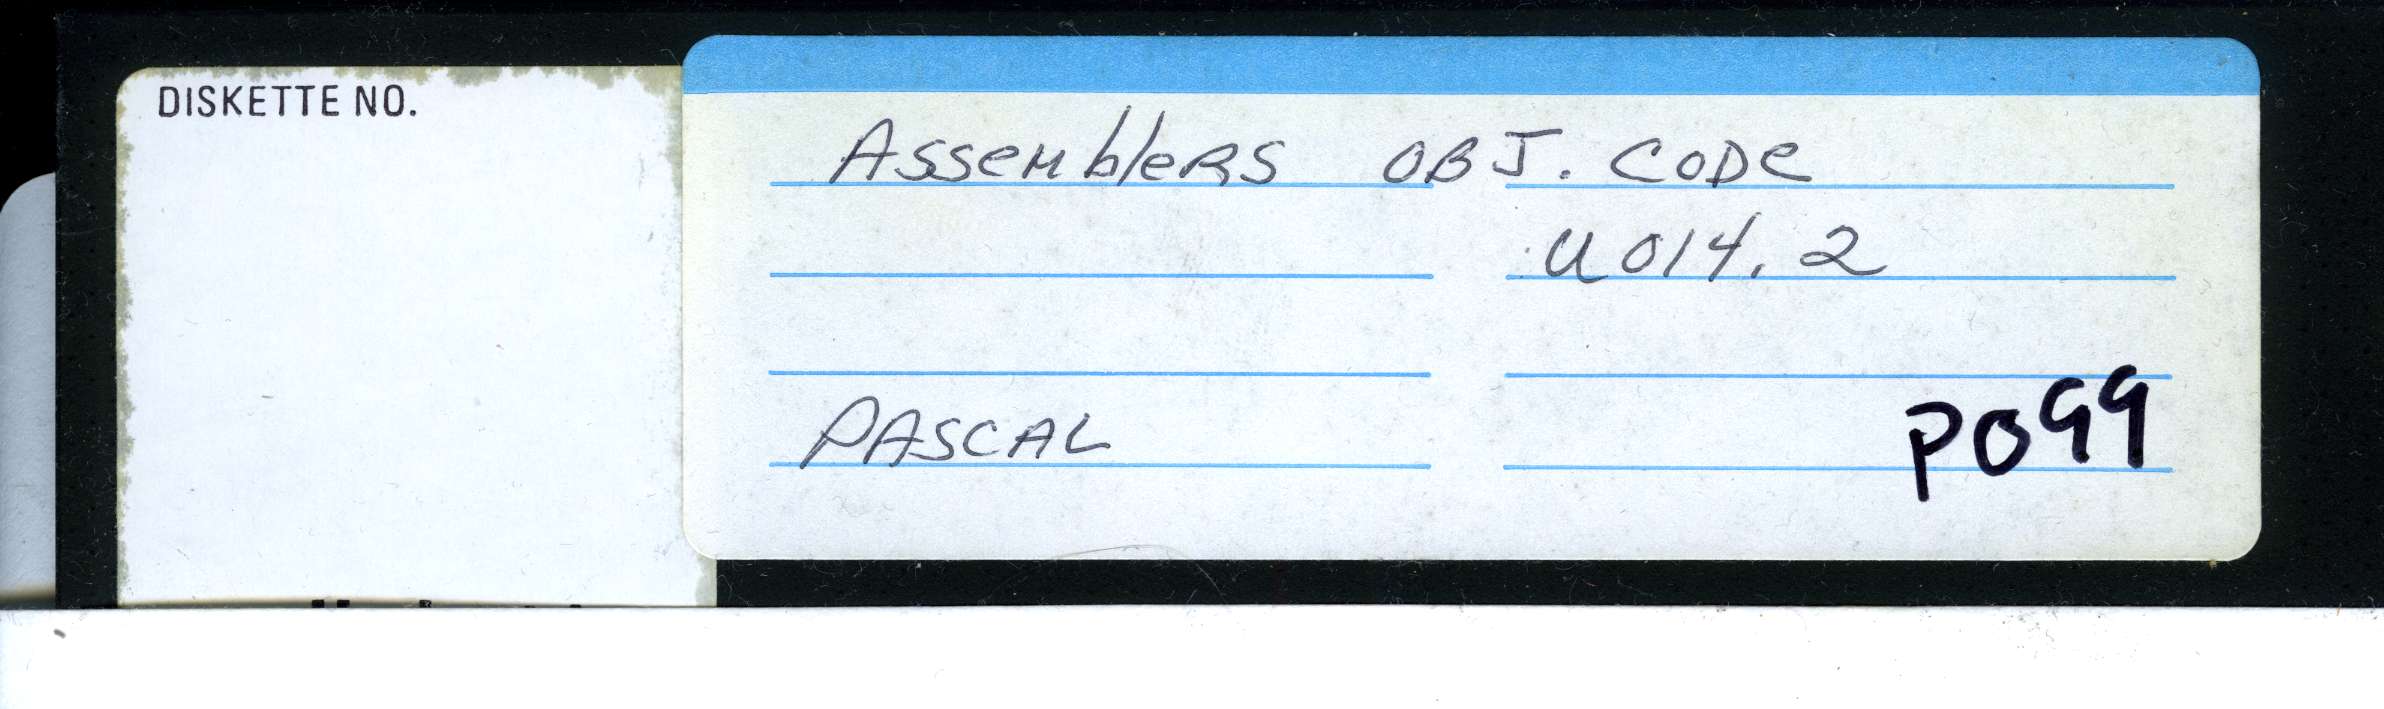 DISKETTE NO.
Assemblers OBJ. CODE
U014.2
PASCAL
P099